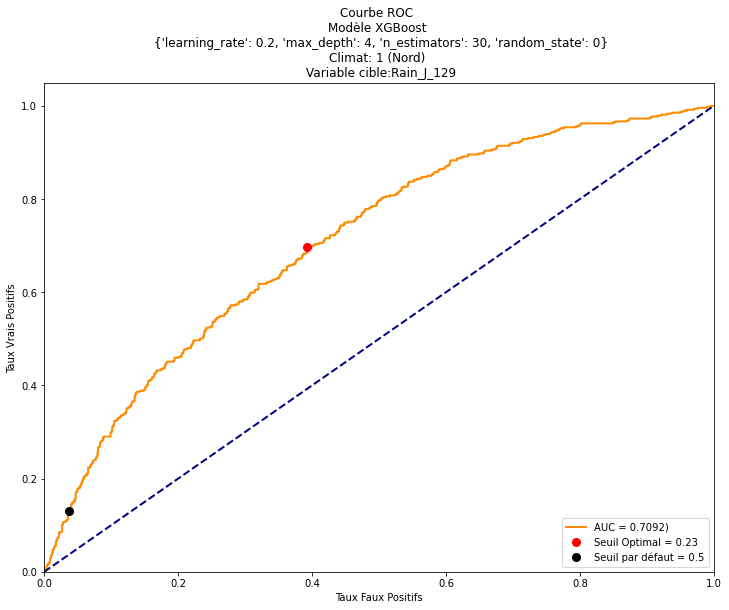 Courbe ROC
Modèle XGBoost
{'learning_rate': 0.2, 'max_depth': 4, 'n_estimators': 30, 'random_state': 0}
Climat: 1 (Nord)
Variable cible:Rain_J_129
1.0
0.8
0.6
0.4
0.2
0.0
Taux Vrais Positifs
AUC = 0.7092)
Seuil Optimal = 0.23
Seuil par défaut = 0.5
0.0 0.2 0.4 0.6 0.8 1.0
Taux Faux Positifs